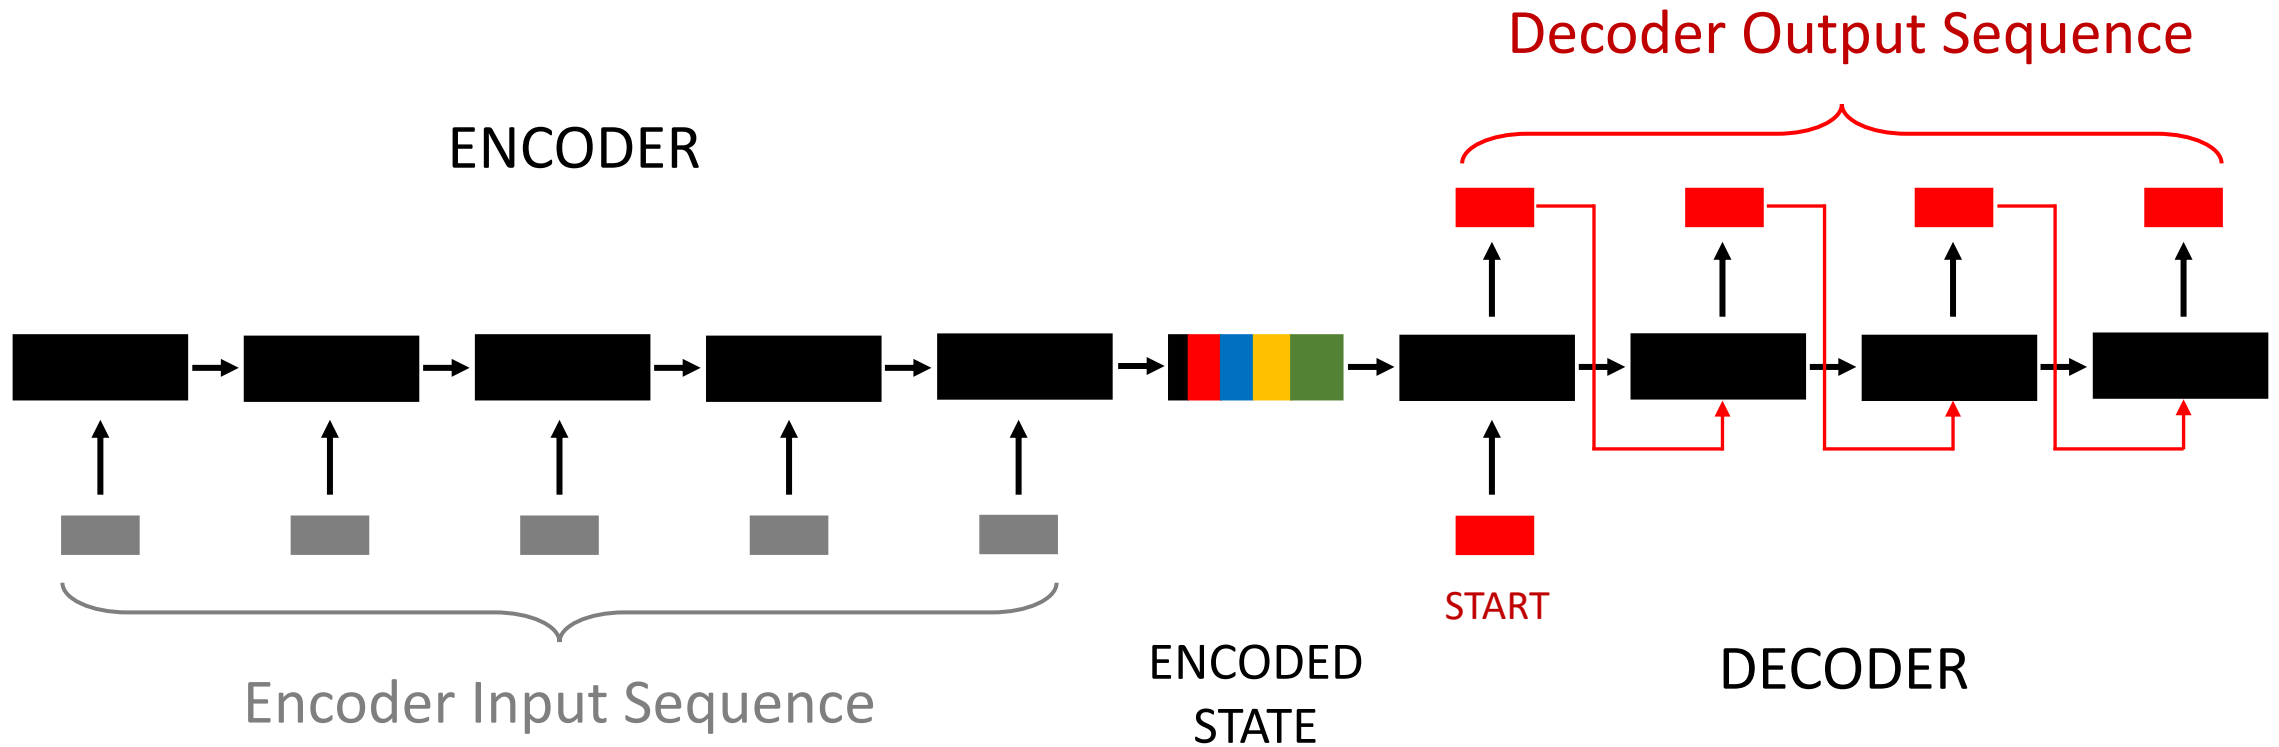 Decoder Output Sequence
ENCODER
START
ENCODED
STATE
DECODER
Encoder Input Sequence